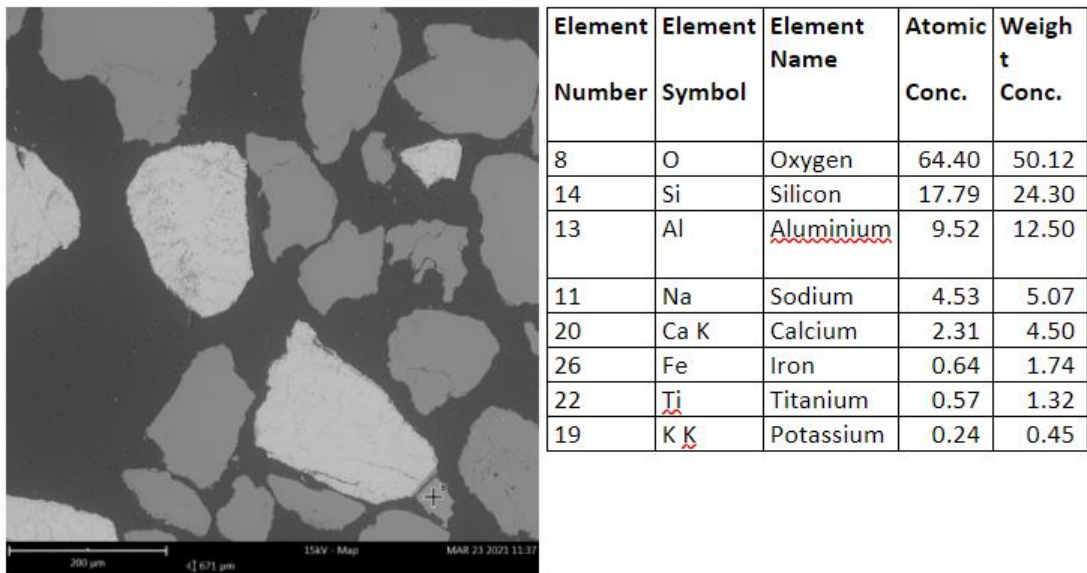 Element Number Element Symbol Element Name Atomic Conc. Weigh t Conc.
8 O Oxygen 64.40 50.12
14 Si Silicon 17.79 24.30
13 Al Aluminium 9.52 12.50
11 Na Sodium 4.53 5.07
20 Ca K Calcium 2.31 4.50
26 Fe Iron 0.64 1.74
22 Ti Titanium 0.57 1.32
19 K K Potassium 0.24 0.45
200 µm 671 µm 15kV - Map MAR 23 2021 11:37